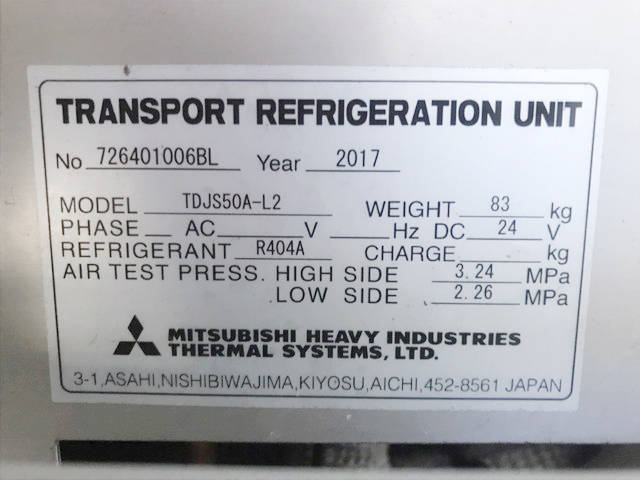 TRANSPORT REFRIGERATION UNIT
No 726401006BL Year 2017
MODEL TDJS50A-L2 WEIGHT 83 kg
PHASE AC V Hz DC 24 V
REFRIGERANT R404A CHARGE kg
AIR TEST PRESS. HIGH SIDE 3.24 MPa
LOW SIDE 2.26 MPa
MITSUBISHI HEAVY INDUSTRIES
THERMAL SYSTEMS, LTD.
3-1,ASAHI,NISHIBIWAJIMA,KIYOSU,AICHI,452-8561 JAPAN